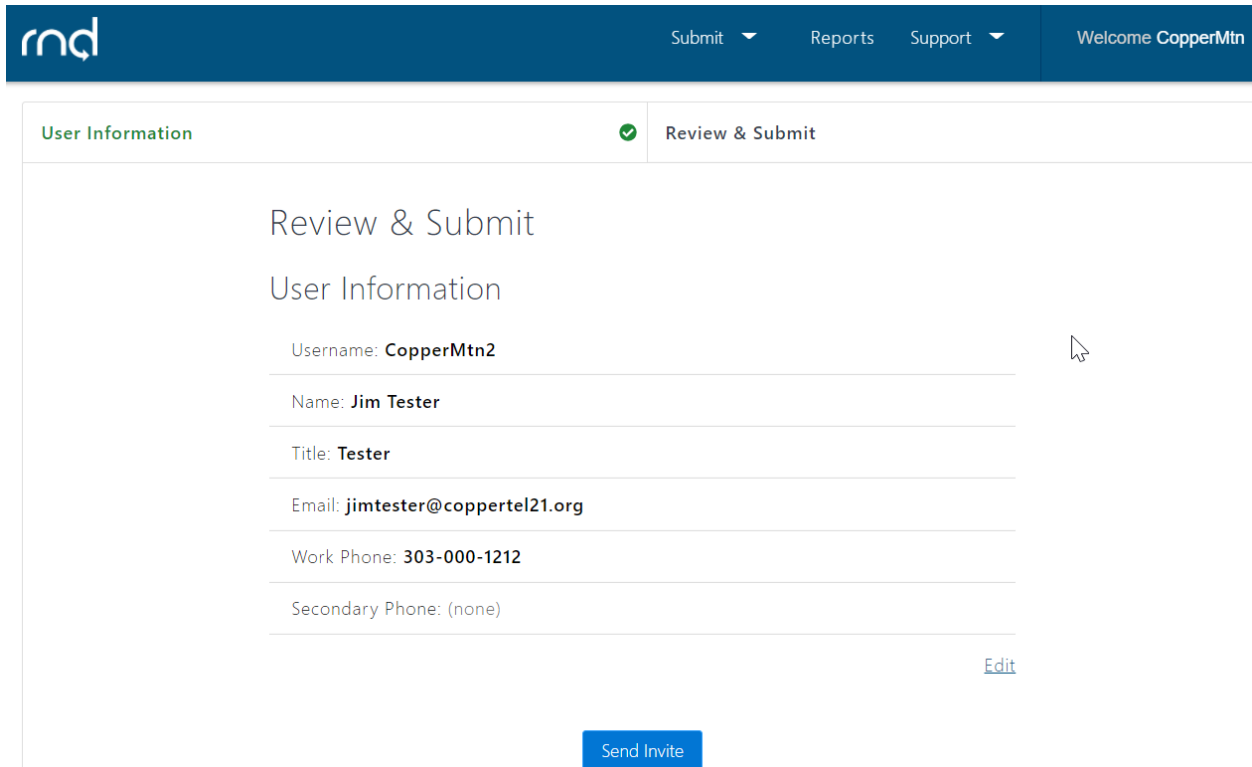 rnd
Submit Reports Support Welcome CopperMtn
User Information Review & Submit
Review & Submit
User Information
Username: CopperMtn2
Name: Jim Tester
Title: Tester
Email: jimtester@coppertel21.org
Work Phone: 303-000-1212
Secondary Phone: (none)
Edit
Send Invite